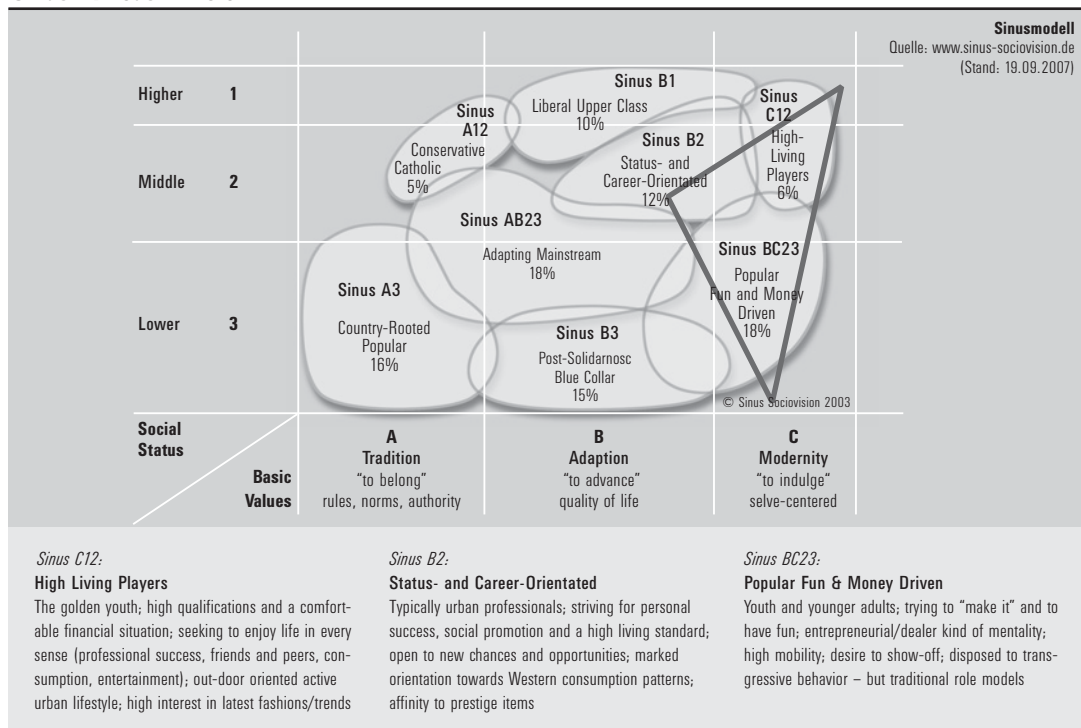 Sinusmodell
Quelle: www.sinus-sociovision.de
(Stand: 19.09.2007)
Higher 1
Middle 2
Lower 3
Sinus B1
Liberal Upper Class
10%
Sinus
A12
Conservative
Catholic
5%
Sinus B2
Status- and
Career-Orientated
12%
Sinus
C12
High-
Living
Players
6%
Sinus AB23
Adapting Mainstream
18%
Sinus BC23
Popular
Fun and Money
Driven
18%
Sinus A3
Country-Rooted
Popular
16%
Sinus B3
Post-Solidarnosc
Blue Collar
15%
© Sinus Sociovision 2003
Social
Status
Basic
Values
A
Tradition
“to belong”
rules, norms, authority
B
Adaption
“to advance”
quality of life
C
Modernity
“to indulge“
selve-centered
Sinus C12:
High Living Players
The golden youth; high qualifications and a comfort-
able financial situation; seeking to enjoy life in every
sense (professional success, friends and peers, con-
sumption, entertainment); out-door oriented active
urban lifestyle; high interest in latest fashions/trends
Sinus B2:
Status- and Career-Orientated
Typically urban professionals; striving for personal
success, social promotion and a high living standard;
open to new chances and opportunities; marked
orientation towards Western consumption patterns;
affinity to prestige items
Sinus BC23:
Popular Fun & Money Driven
Youth and younger adults; trying to “make it” and to
have fun; entrepreneurial/dealer kind of mentality;
high mobility; desire to show-off; disposed to trans-
gressive behavior – but traditional role models